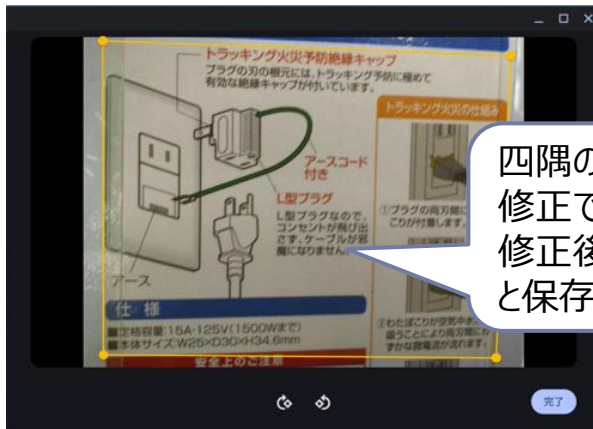 トラッキング火災予防絶縁キャップ
プラグの刃の根元には、トラッキング予防に極めて
有効な絶縁キャップが付いています。
トラッキング火災の仕組み
アースコード
付き
L型プラグ
L型プラグなので、
コンセントが飛び出
さず、ケーブルが邪
魔になりません。
アース
①プラグの両刃間に
こりが付着します。
仕 様
■定格容量:15A・125V(1500Wまで)
■本体サイズ:W25×D30×H34.6mm
安全上のご注意
②わたぼこりが空気中
吸うことにより両刃間に
ずかな微電流が流れます。
四隅の
修正で
修正後
と保存
完了